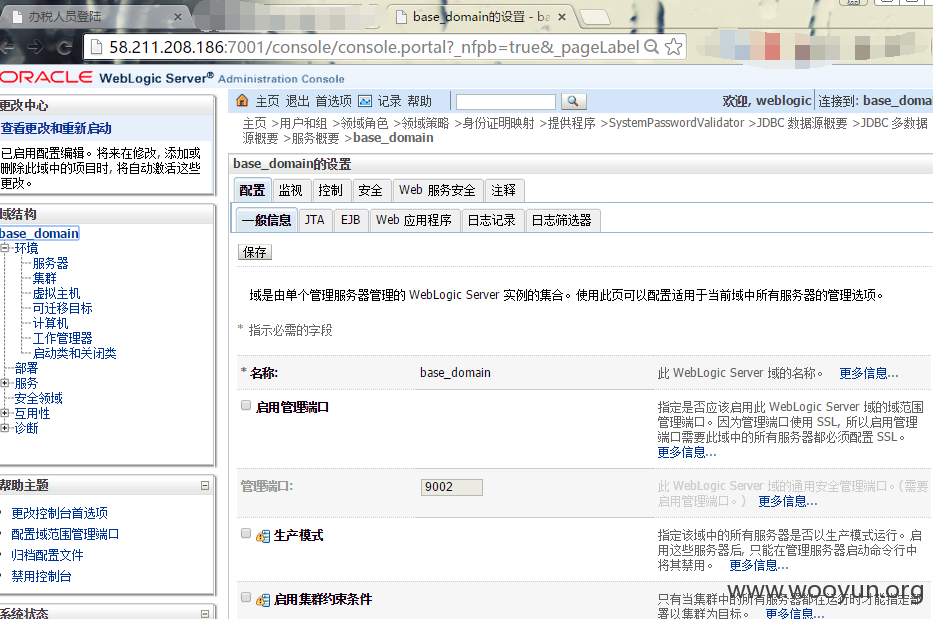 办税人员登陆
base_domain的设置 - ba
58.211.208.186:7001/console/console.portal?_nfpb=true&_pageLabel
ORACLE WebLogic Server® Administration Console
更改中心
查看更改和重新启动
已启用配置编辑。将来在修改, 添加或
删除此域中的项目时, 将自动激活这些
更改。
域结构
base_domain
环境
服务器
集群
虚拟主机
可迁移目标
计算机
工作管理器
启动类和关闭类
部署
服务
安全领域
互用性
诊断
帮助主题
更改控制台首选项
配置域范围管理端口
归档配置文件
禁用控制台
系统状态
主页 退出 首选项 记录 帮助
欢迎, weblogic 连接到: base_domai
主页 >用户和组 >领域角色 >领域策略 >身份证明映射 >提供程序 >SystemPasswordValidator >JDBC 数据源概要 >JDBC 多数据
源概要 >服务概要 >base_domain
base_domain的设置
配置 监视 控制 安全 Web 服务安全 注释
一般信息 JTA EJB Web 应用程序 日志记录 日志筛选器
保存
域是由单个管理服务器管理的 WebLogic Server 实例的集合。使用此页可以配置适用于当前域中所有服务器的管理选项。
* 指示必需的字段
* 名称: base_domain 此 WebLogic Server 域的名称。 更多信息...
启用管理端口
指定是否应该启用此 WebLogic Server 域的域范围
管理端口。因为管理端口使用 SSL, 所以启用管理
端口需要此域中的所有服务器都必须配置 SSL。
更多信息...
管理端口: 9002 此 WebLogic Server 域的通用安全管理端口。(需要
启用管理端口。) 更多信息...
生产模式
指定该域中的所有服务器是否以生产模式运行。启
用这些服务器后, 只能在管理服务器启动命令行中
将其禁用。 更多信息...
启用集群约束条件
只有当集群中的所有服务器都在运行时才能指定部
署以集群为目标。 更多信息...
www.wooyun.org